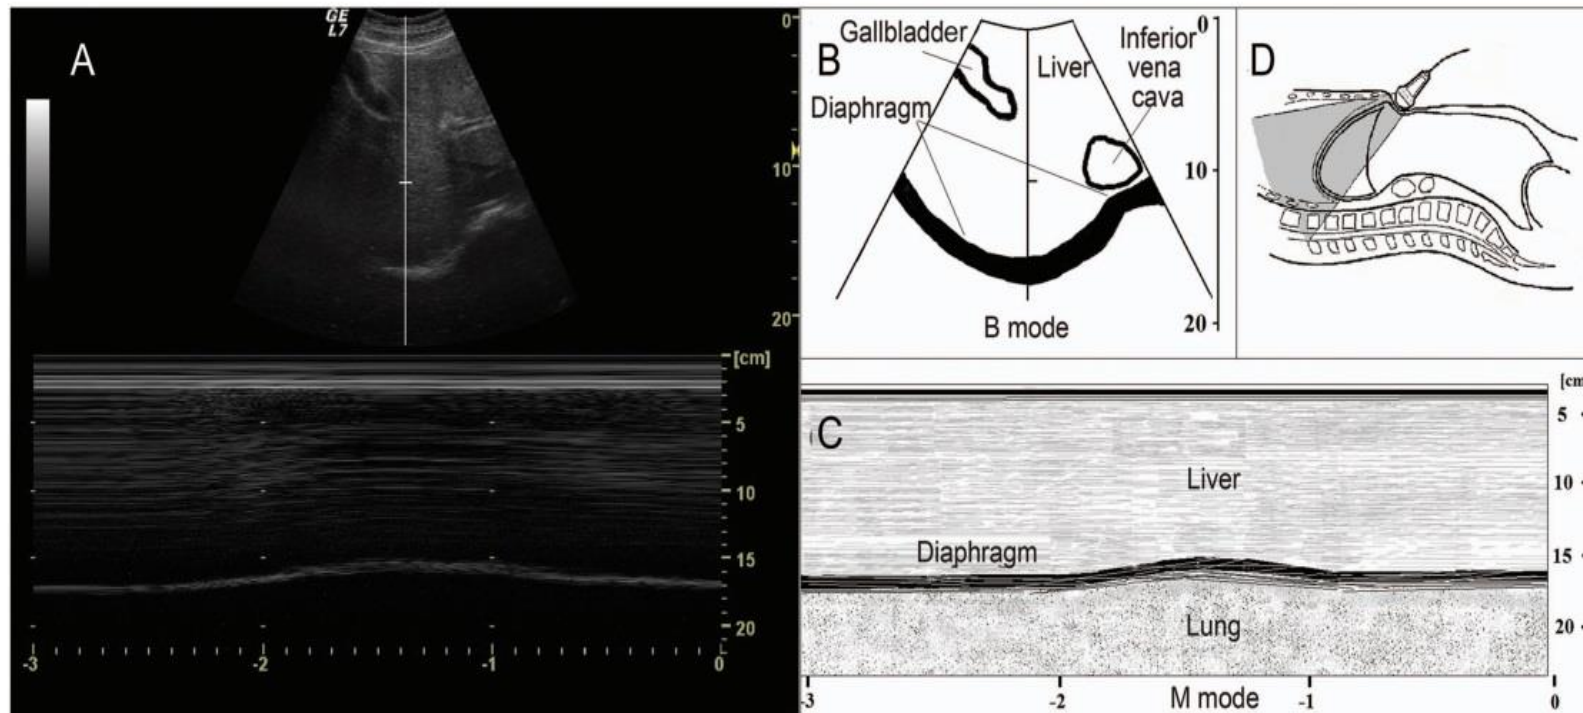 A
GE
L7
0
10
20
[cm]
5
10
15
20
-3
-2
-1
0
B
Gallbladder
Liver
Inferior
vena
cava
Diaphragm
0
10
20
B mode
D
C
[cm
5
Liver
10
Diaphragm
15
Lung
20
-3
-2
M mode
-1
0